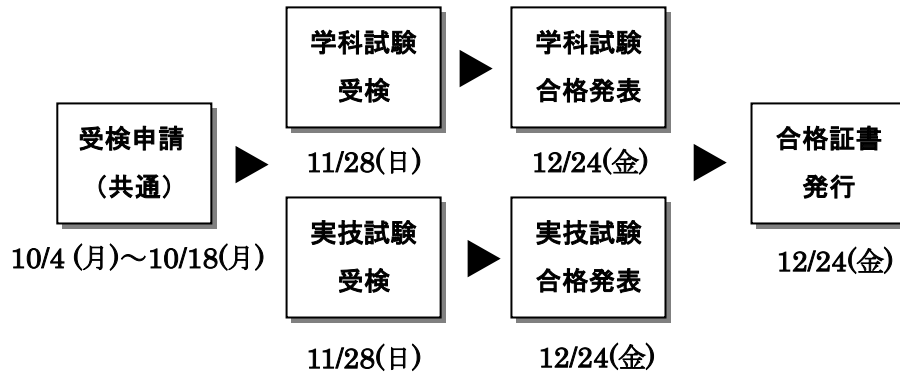 受検申請
(共通)
10/4 (月)～10/18(月)
学科試験
受検
11/28(日)
学科試験
合格発表
12/24(金)
実技試験
受検
11/28(日)
実技試験
合格発表
12/24(金)
合格証書
発行
12/24(金)